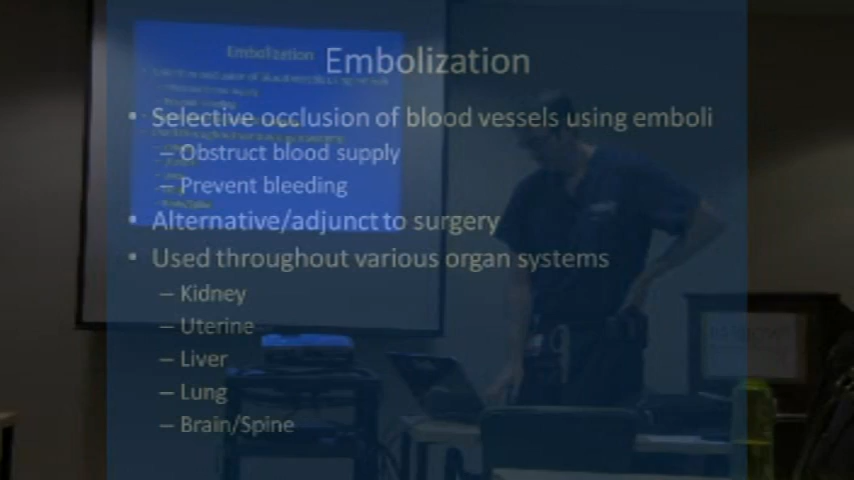 Embolization
Embolization
• Selective occlusion of blood vessels using emboli
– Obstruct blood supply
– Prevent bleeding
• Alternative/adjunct to surgery
• Used throughout various organ systems
– Kidney
– Uterine
– Liver
– Lung
– Brain/Spine